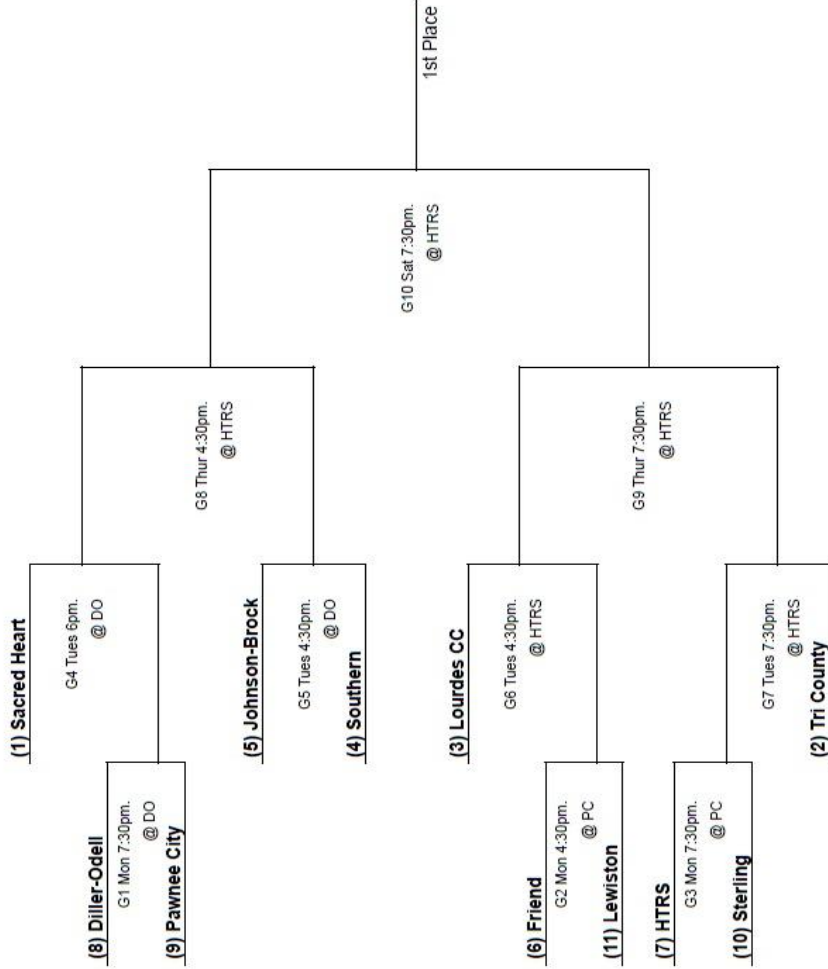 (1) Sacred Heart
G4 Tues 6pm.
@ DO
(8) Diller-Odell
G1 Mon 7:30pm.
@ DO
(9) Pawnee City
G8 Thur 4:30pm.
@ HTRS
(5) Johnson-Brock
G5 Tues 4:30pm.
@ DO
(4) Southern
G10 Sat 7:30pm.
@ HTRS
1st Place
(3) Lourdes CC
G6 Tues 4:30pm.
@ HTRS
(6) Friend
G2 Mon 4:30pm.
@ PC
(11) Lewiston
G9 Thur 7:30pm.
@ HTRS
(7) HTRS
G3 Mon 7:30pm.
@ PC
(10) Sterling
G7 Tues 7:30pm.
@ HTRS
(2) Tri County